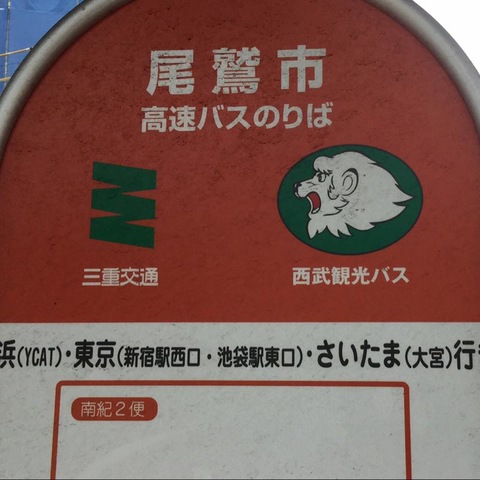 尾鷲市
高速バスのりば
三重交通
西武観光バス
浜(YCAT)・東京(新宿駅西口・池袋駅東口)・さいたま(大宮)行
南紀2便